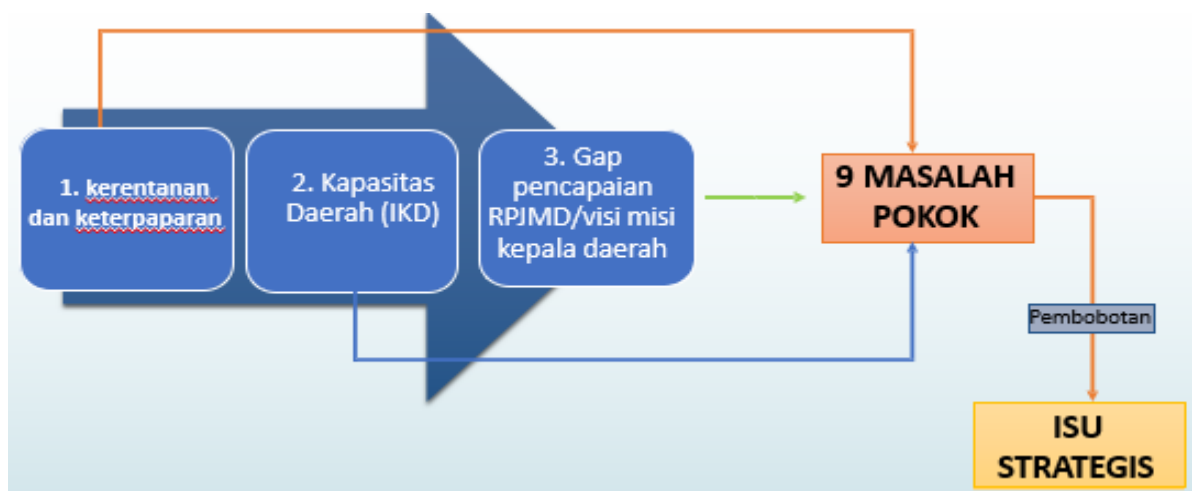 1. kerentanan
dan keterpaparan
2. Kapasitas
Daerah (IKD)
3. Gap
pencapaian
RPJMD/visi misi
kepala daerah
9 MASALAH
POKOK
Pembobotan
ISU
STRATEGIS